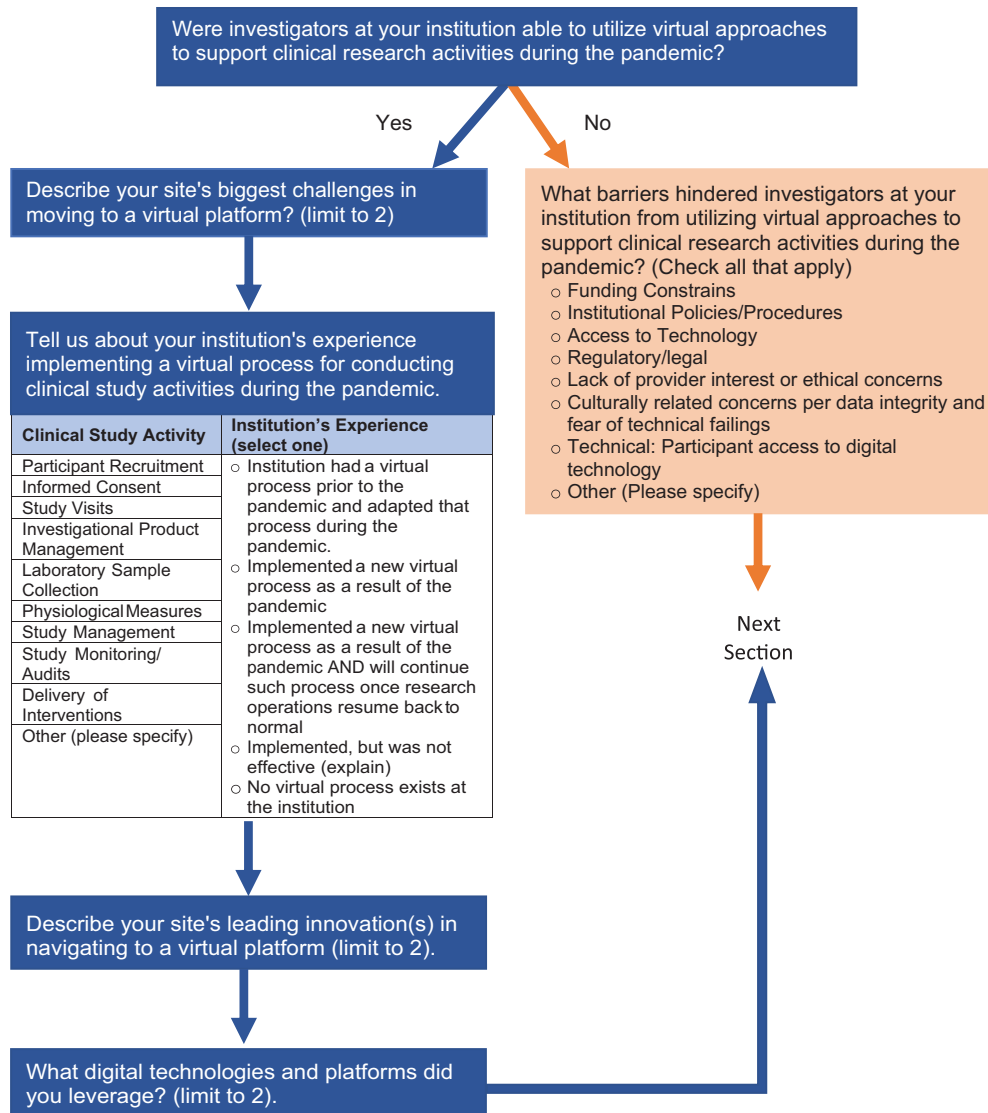 Were investigators at your institution able to utilize virtual approaches
to support clinical research activities during the pandemic?
Yes
No
Describe your site's biggest challenges in
moving to a virtual platform? (limit to 2)
Tell us about your institution's experience
implementing a virtual process for conducting
clinical study activities during the pandemic.
Clinical Study Activity
Participant Recruitment
Informed Consent
Study Visits
Investigational Product
Management
Laboratory Sample
Collection
Physiological Measures
Study Management
Study Monitoring/
Audits
Delivery of
Interventions
Other (please specify)
Institution's Experience
(select one)
○ Institution had a virtual
process prior to the
pandemic and adapted that
process during the
pandemic.
○ Implemented a new virtual
process as a result of the
pandemic
○ Implemented a new virtual
process as a result of the
pandemic AND will continue
such process once research
operations resume back to
normal
○ Implemented, but was not
effective (explain)
○ No virtual process exists at
the institution
Describe your site's leading innovation(s) in
navigating to a virtual platform (limit to 2).
What digital technologies and platforms did
you leverage? (limit to 2).
What barriers hindered investigators at your
institution from utilizing virtual approaches to
support clinical research activities during the
pandemic? (Check all that apply)
○ Funding Constrains
○ Institutional Policies/Procedures
○ Access to Technology
○ Regulatory/legal
○ Lack of provider interest or ethical concerns
○ Culturally related concerns per data integrity and
fear of technical failings
○ Technical: Participant access to digital
technology
○ Other (Please specify)
Next
Section